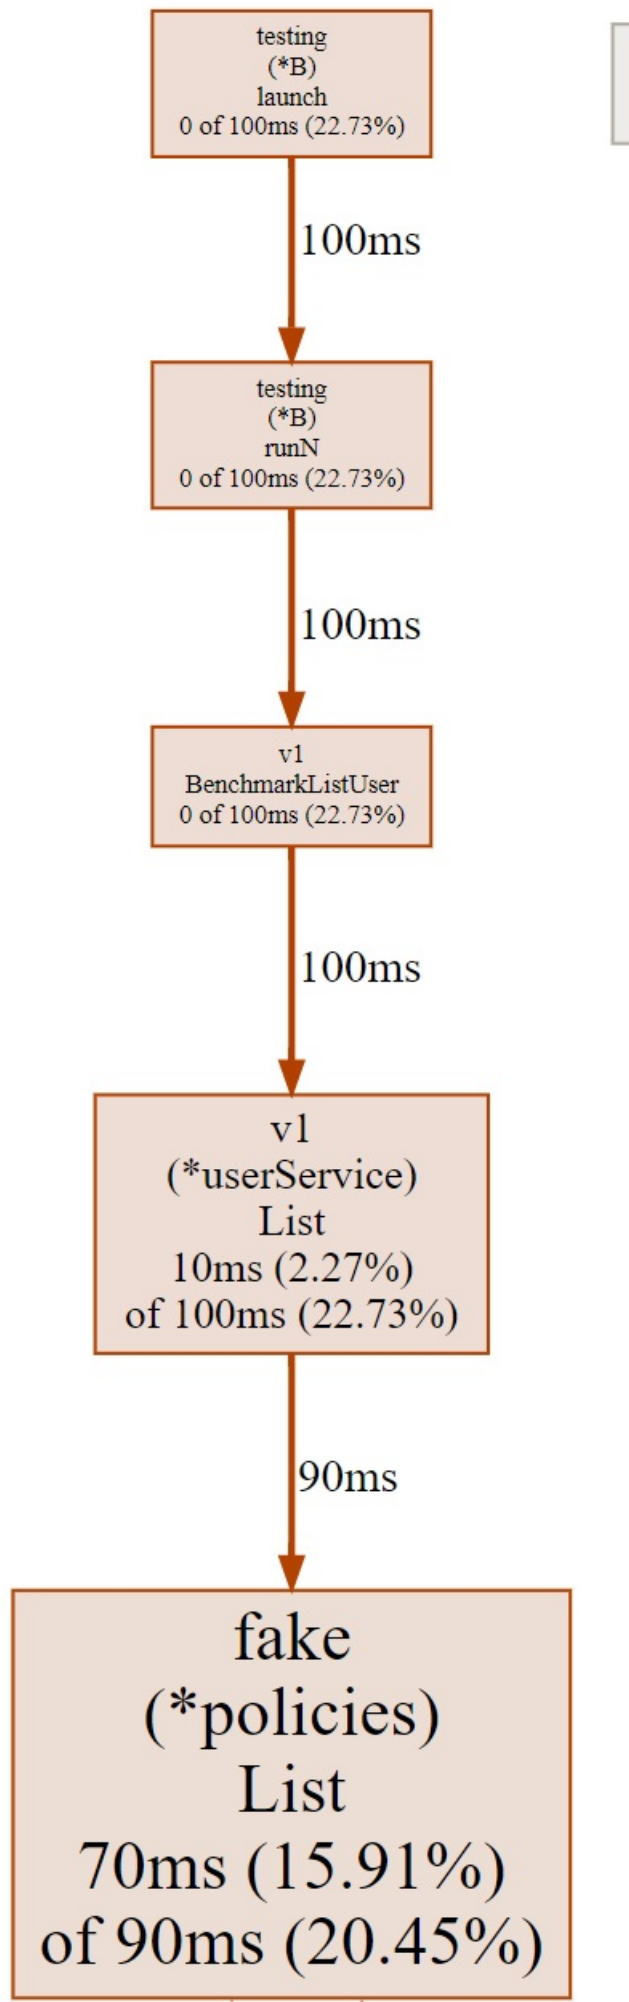 testing
(*B)
launch
0 of 100ms (22.73%)
100ms
testing
(*B)
runN
0 of 100ms (22.73%)
100ms
v1
BenchmarkListUser
0 of 100ms (22.73%)
100ms
v1
(*userService)
List
10ms (2.27%)
of 100ms (22.73%)
90ms
fake
(*policies)
List
70ms (15.91%)
of 90ms (20.45%)